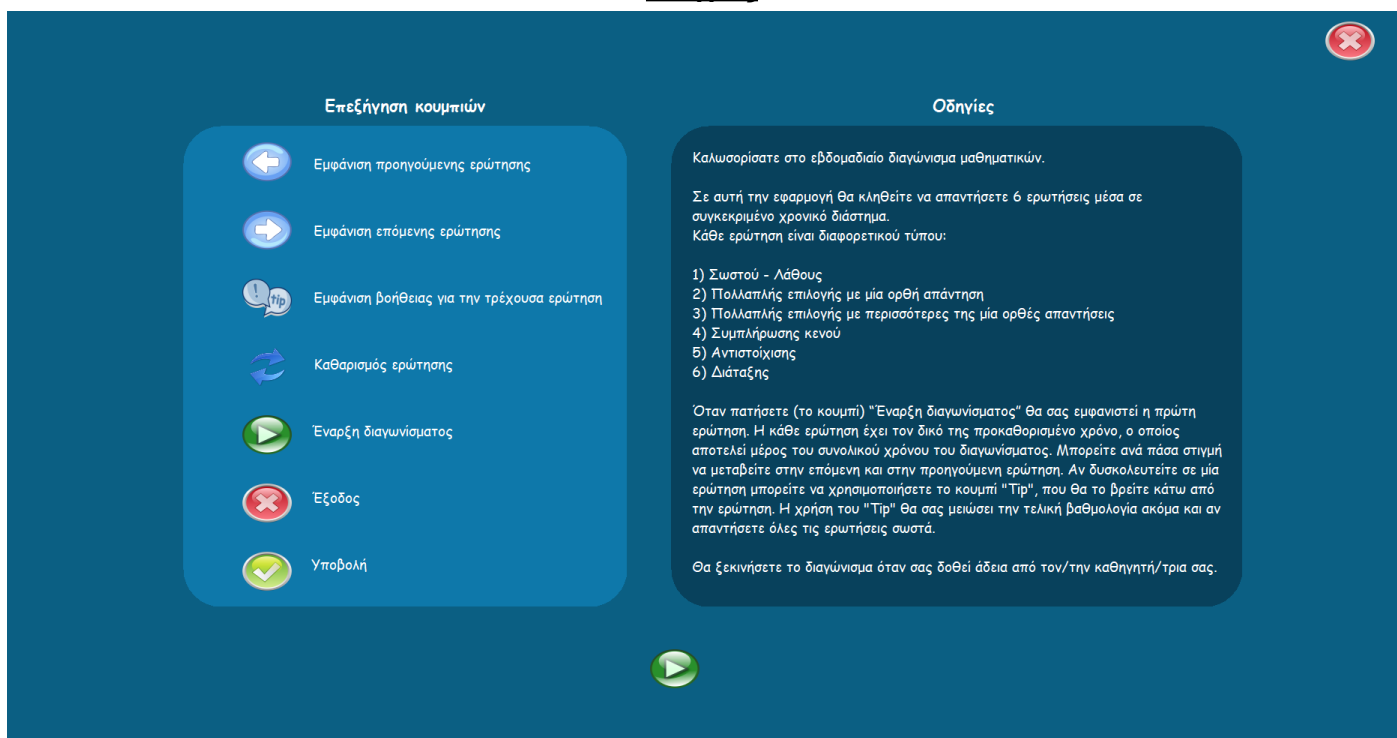 Επεξήγηση κουμπιών
Εμφάνιση προηγούμενης ερώτησης
Εμφάνιση επόμενης ερώτησης
tip
Εμφάνιση βοήθειας για την τρέχουσα ερώτηση
Καθαρισμός ερώτησης
Έναρξη διαγωνίσματος
Έξοδος
Υποβολή
Οδηγίες
Καλωσορίσατε στο εβδομαδιαίο διαγώνισμα μαθηματικών.
Σε αυτή την εφαρμογή θα κληθείτε να απαντήσετε 6 ερωτήσεις μέσα σε
συγκεκριμένο χρονικό διάστημα.
Κάθε ερώτηση είναι διαφορετικού τύπου:
1) Σωστού - Λάθους
2) Πολλαπλής επιλογής με μία ορθή απάντηση
3) Πολλαπλής επιλογής με περισσότερες της μία ορθές απαντήσεις
4) Συμπλήρωσης κενού
5) Αντιστοίχισης
6) Διάταξης
Όταν πατήσετε (το κουμπί) "Έναρξη διαγωνίσματος" θα σας εμφανιστεί η πρώτη
ερώτηση. Η κάθε ερώτηση έχει τον δικό της προκαθορισμένο χρόνο, ο οποίος
αποτελεί μέρος του συνολικού χρόνου του διαγωνίσματος. Μπορείτε ανά πάσα στιγμή
να μεταβείτε στην επόμενη και στην προηγούμενη ερώτηση. Αν δυσκολευτείτε σε μία
ερώτηση μπορείτε να χρησιμοποιήσετε το κουμπί "Tip", που θα το βρείτε κάτω από
την ερώτηση. Η χρήση του "Tip" θα σας μειώσει την τελική βαθμολογία ακόμα και αν
απαντήσετε όλες τις ερωτήσεις σωστά.
Θα ξεκινήσετε το διαγώνισμα όταν σας δοθεί άδεια από τον/την καθηγητή/τρια σας.